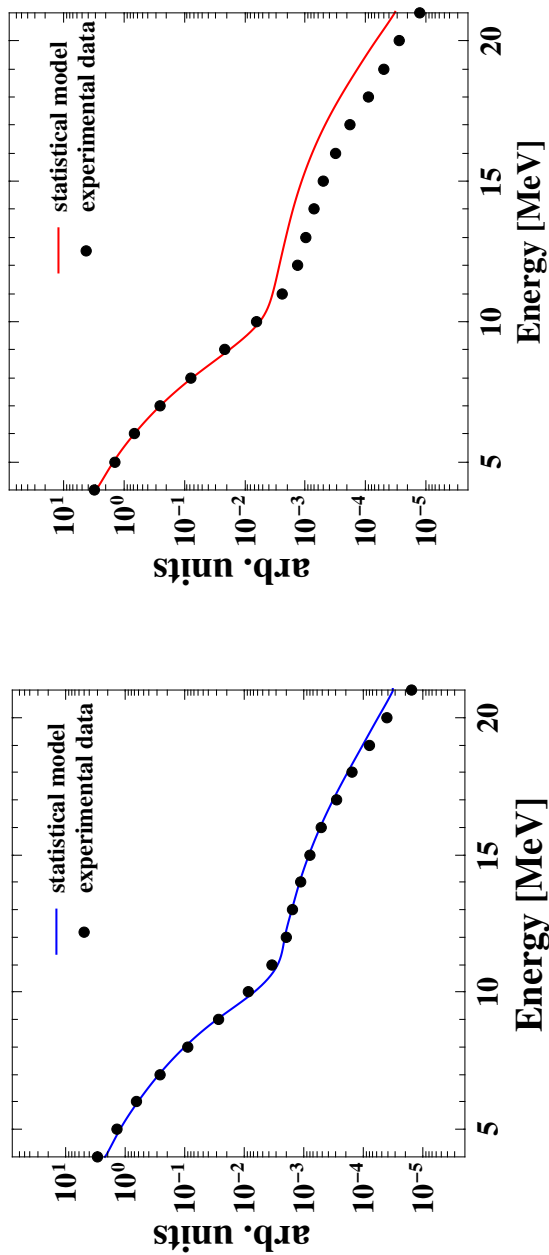 statistical model
experimental data
10¹
10⁰
10⁻¹
10⁻²
10⁻³
10⁻⁴
10⁻⁵
arb. units
5
10
15
20
Energy [MeV]
statistical model
experimental data
10¹
10⁰
10⁻¹
10⁻²
10⁻³
10⁻⁴
10⁻⁵
arb. units
5
10
15
20
Energy [MeV]